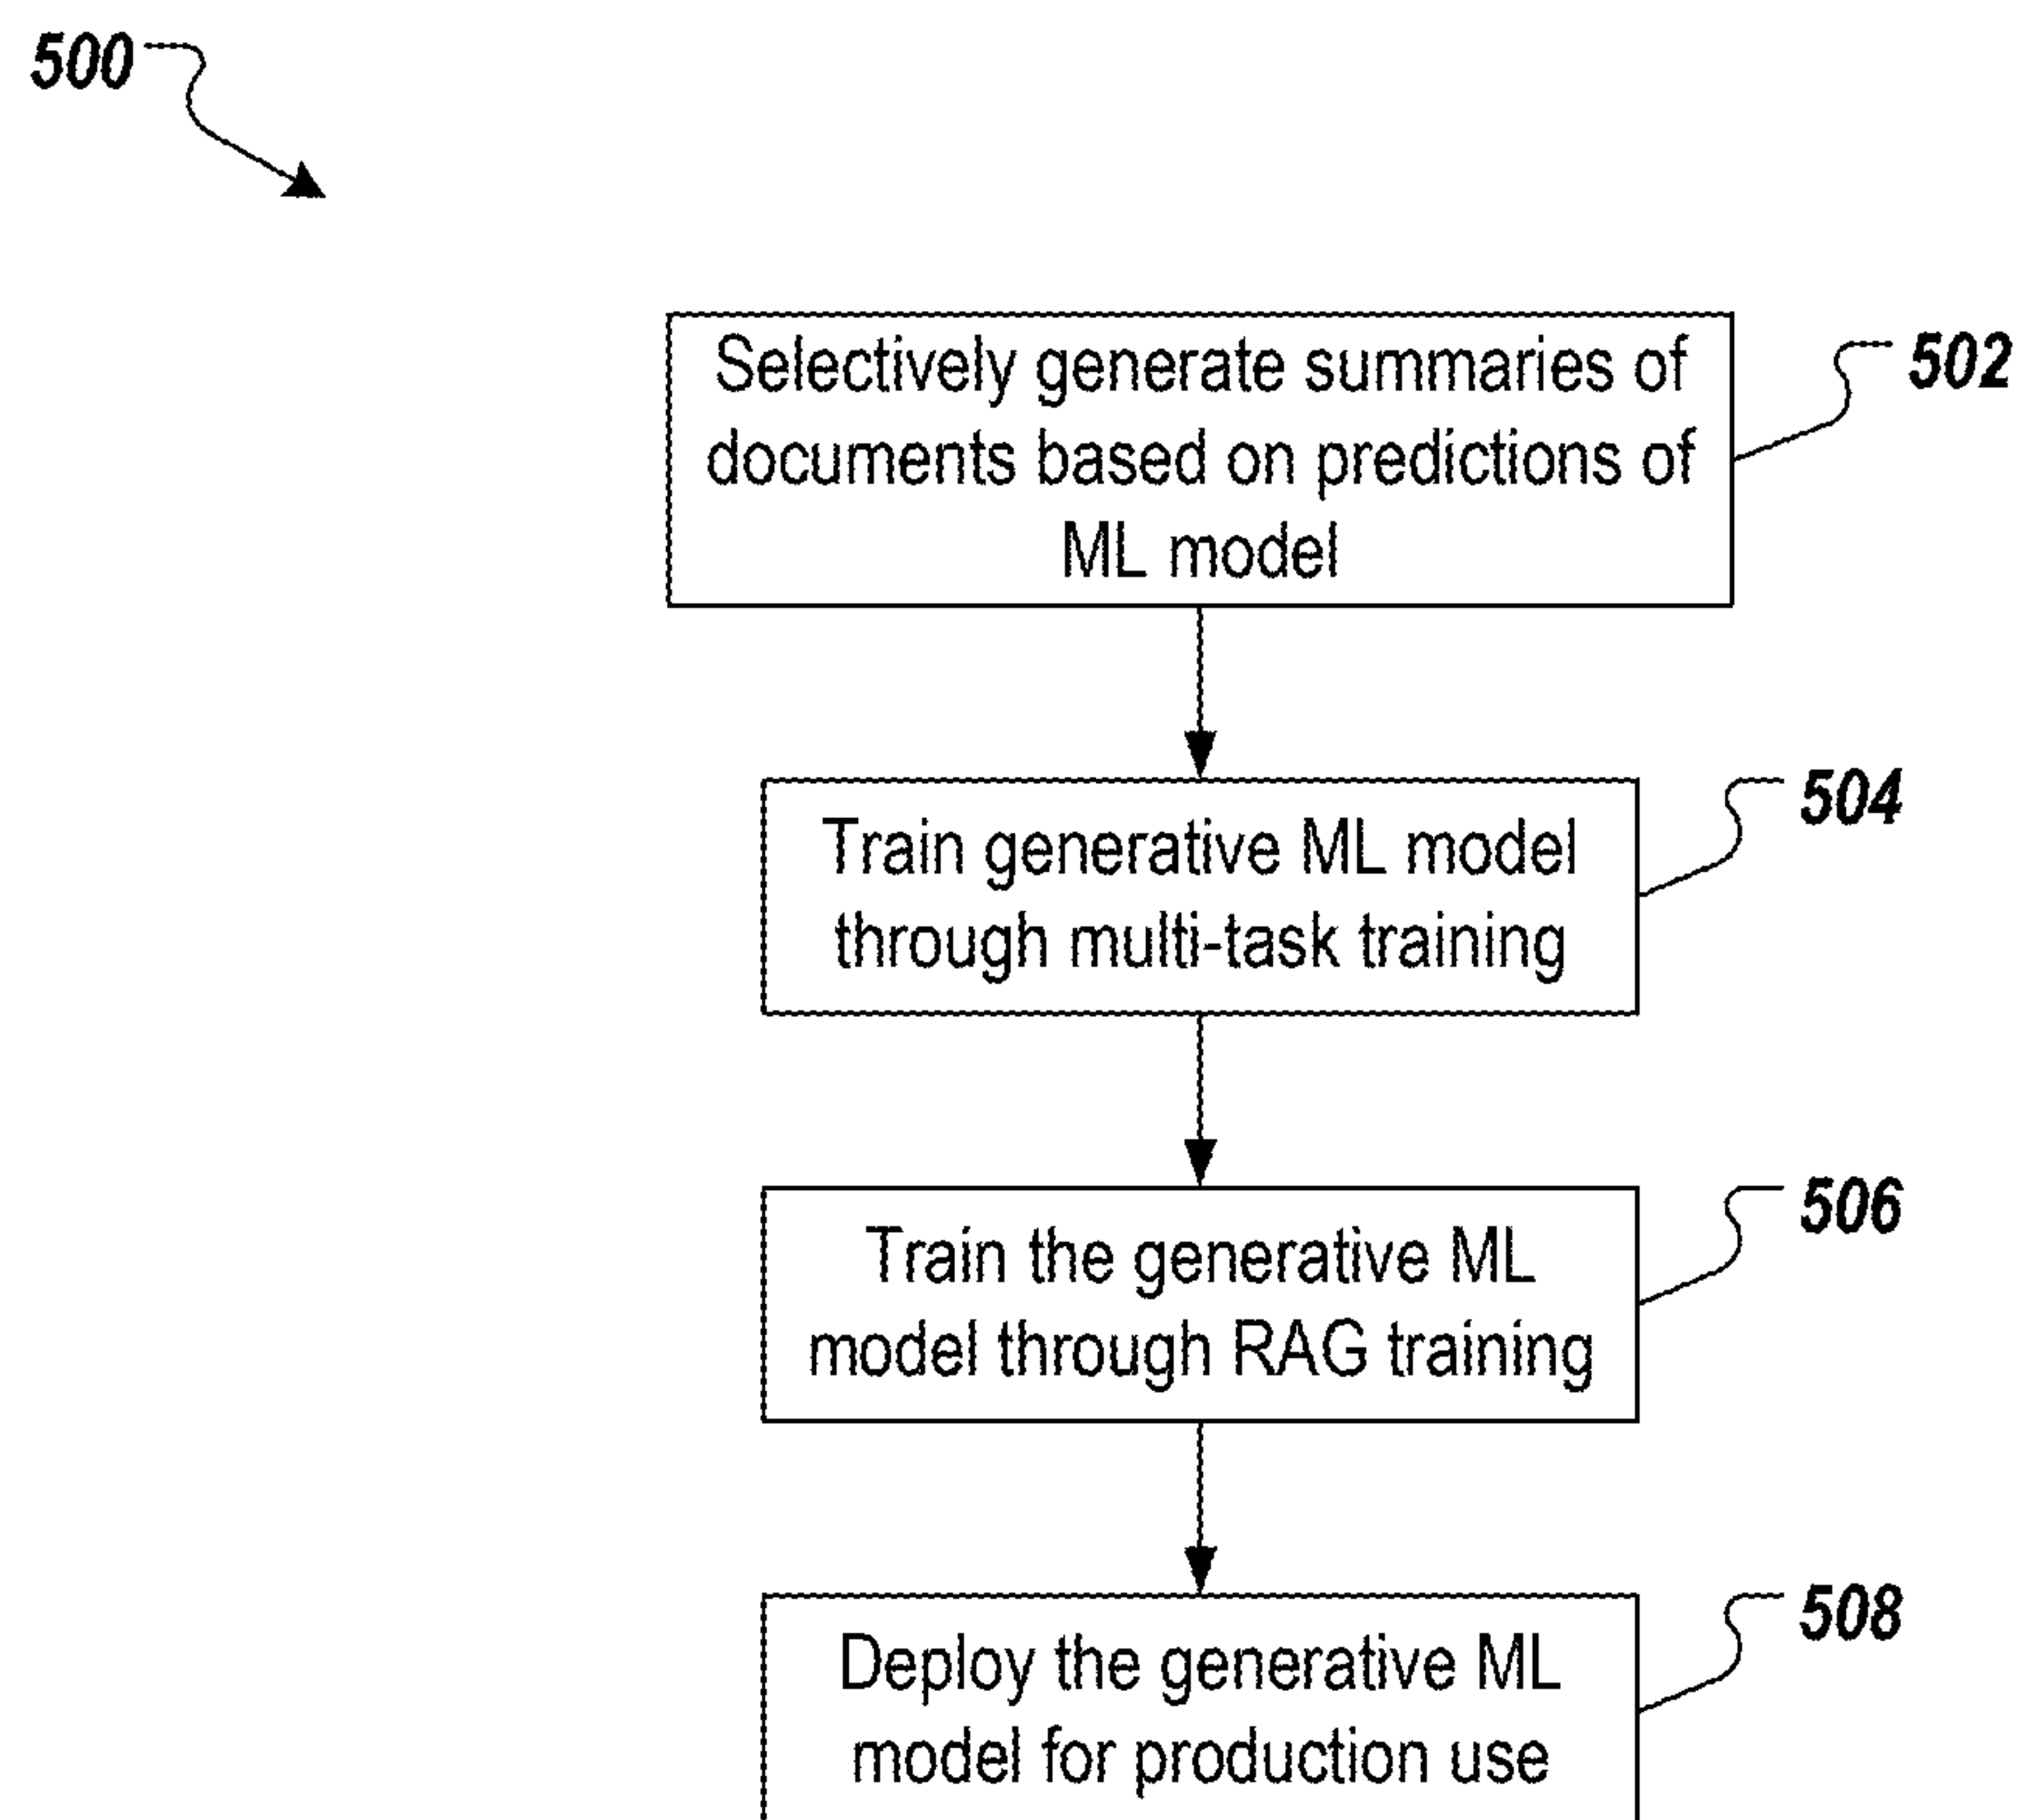 500
Selectively generate summaries of
documents based on predictions of
ML model
502
Train generative ML model
through multi-task training
504
Train the generative ML
model through RAG training
506
Deploy the generative ML
model for production use
508